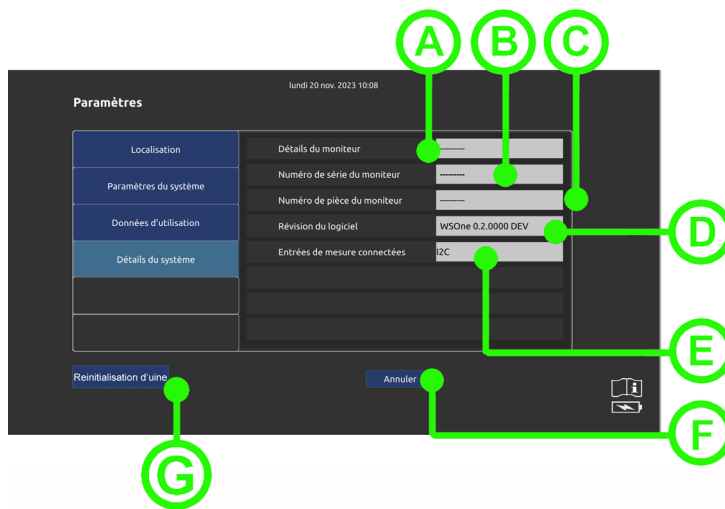 A B C
lundi 20 nov. 2023 10:08
Paramètres
Localisation
Détails du moniteur
---------
Numéro de série du moniteur
---------
Paramètres du système
Numéro de pièce du moniteur
---------
Données d'utilisation
Révision du logiciel
WSOne 0.2.0000 DEV
D
Détails du système
Entrées de mesure connectées
I2C
E
Reinitialisation d'uine
Annuler
F
G